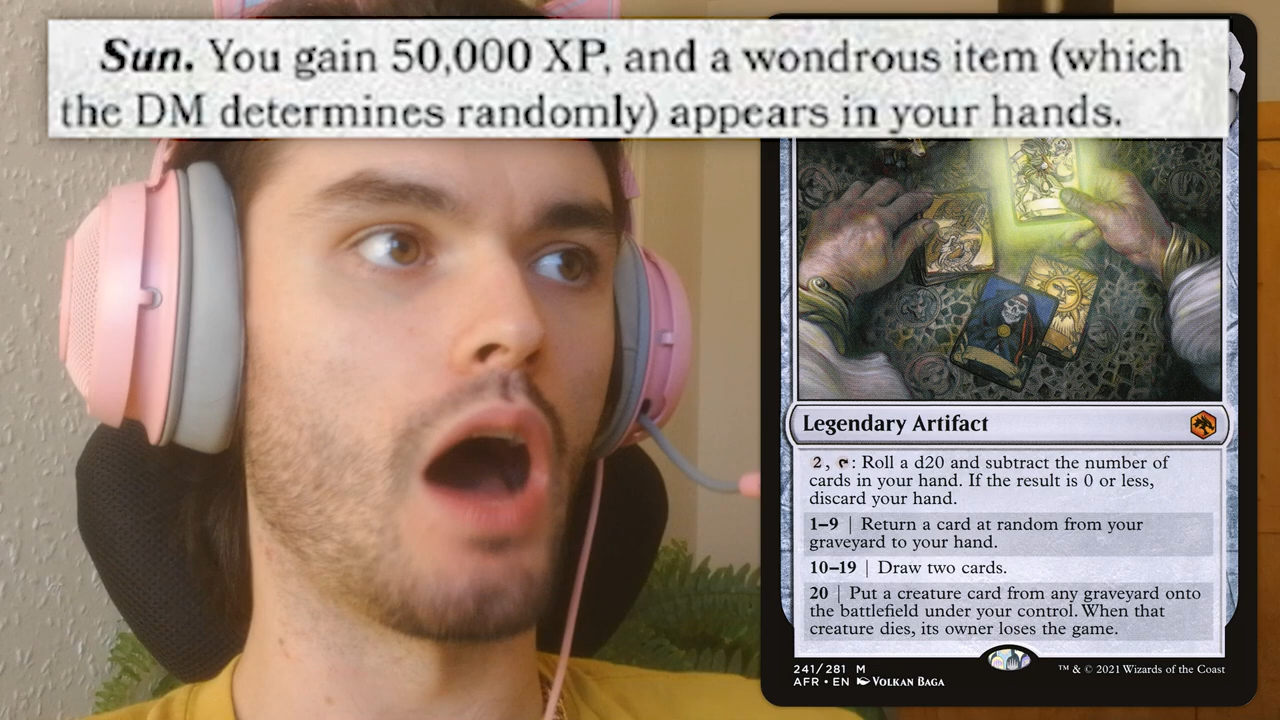 Sun. You gain 50,000 XP, and a wondrous item (which
the DM determines randomly) appears in your hands.
Legendary Artifact
2, : Roll a d20 and subtract the number of
cards in your hand. If the result is 0 or less,
discard your hand.
1–9 | Return a card at random from your
graveyard to your hand.
10–19 | Draw two cards.
20 | Put a creature card from any graveyard onto
the battlefield under your control. When that
creature dies, its owner loses the game.
241/281 M
AFR • EN Volkan Baga
™ & © 2021 Wizards of the Coast